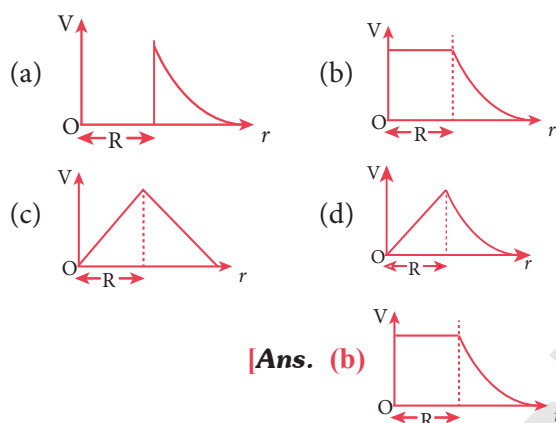 (a) V O R r
(b) V O R r
(c) V O R r
(d) V O R r
[Ans. (b) V O R